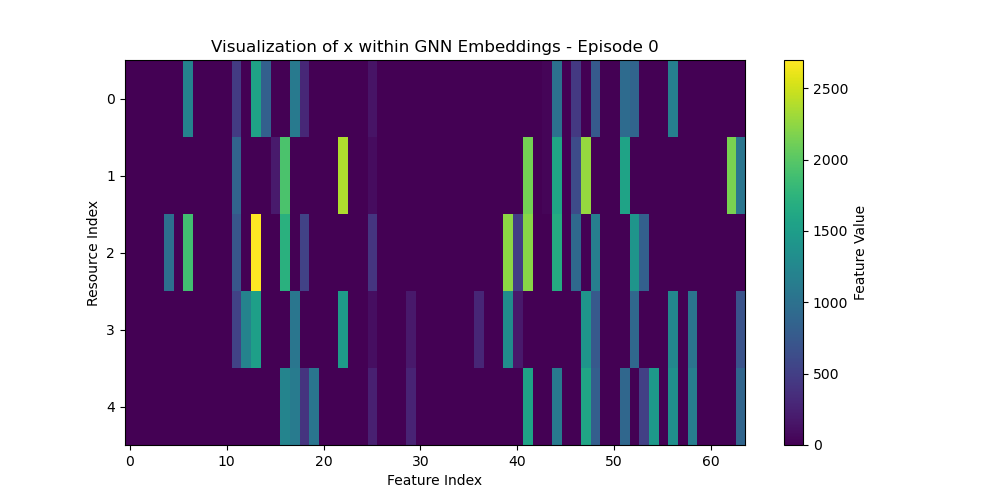 Visualization of x within GNN Embeddings - Episode 0
Resource Index
0
1
2
3
4
0 10 20 30 40 50 60
Feature Index
2500
2000
1500
1000
500
0
Feature Value